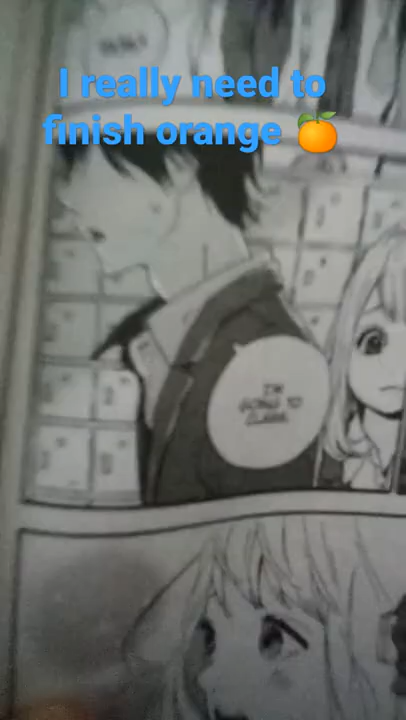 I really need to
finish orange 🍊
I'M
GOING TO
CLASS.